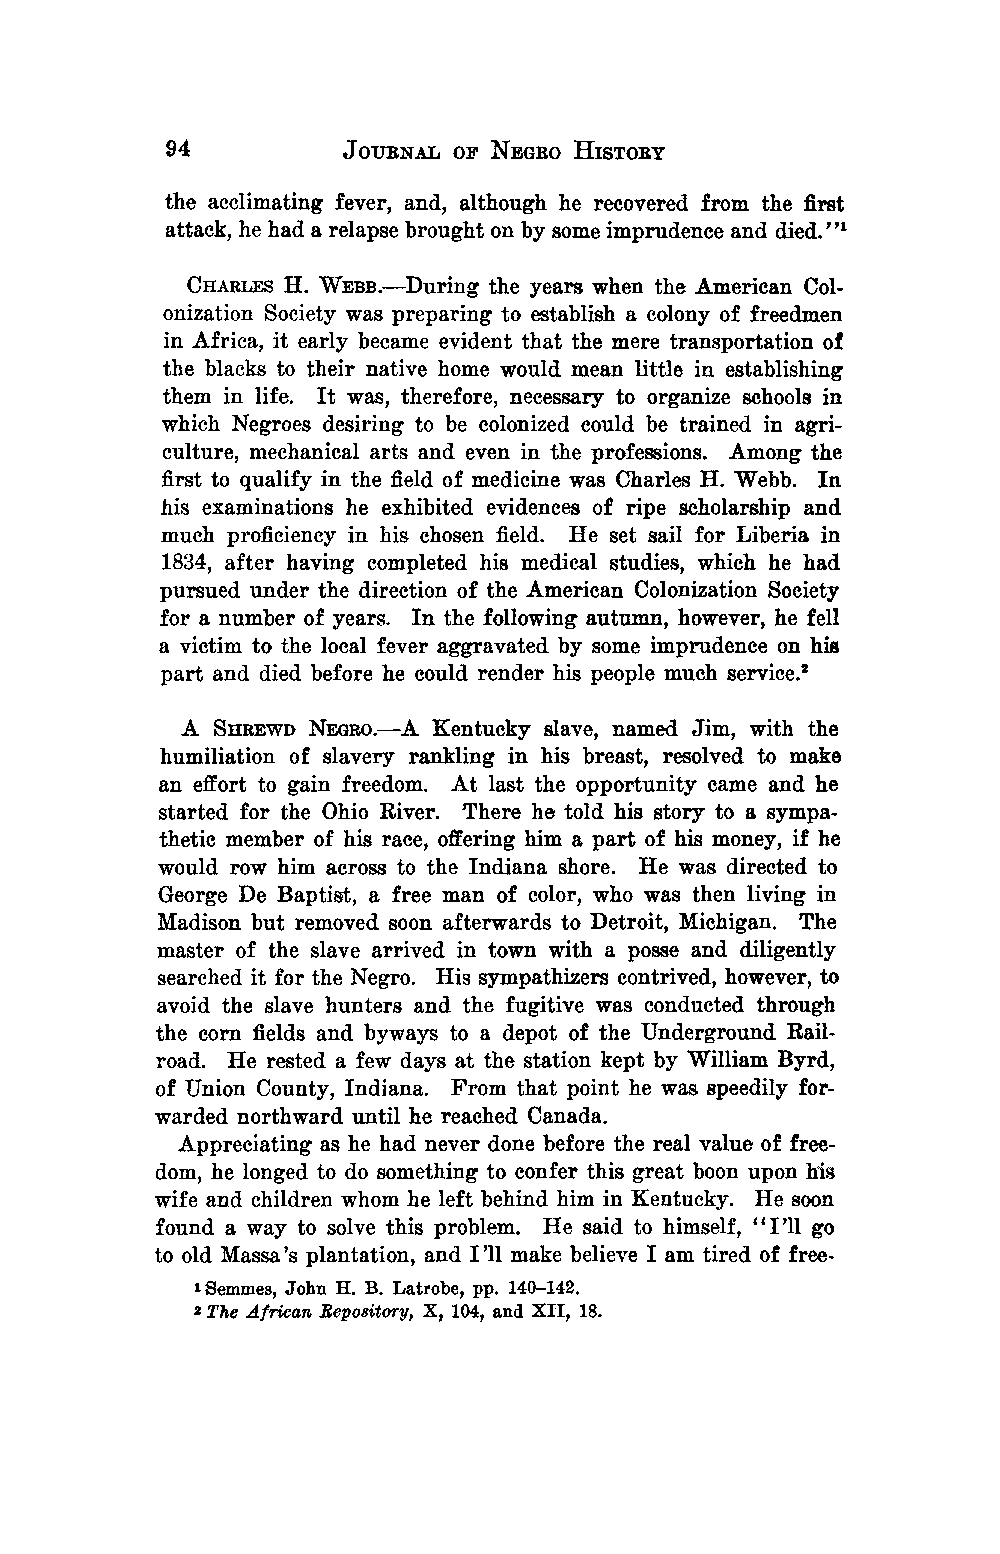 94 JOURNAL OF NEGRO HISTORY
the acclimating fever, and, although he recovered from the first
attack, he had a relapse brought on by some imprudence and died.’’¹
CHARLES H. WEBB.—During the years when the American Col-
onization Society was preparing to establish a colony of freedmen
in Africa, it early became evident that the mere transportation of
the blacks to their native home would mean little in establishing
them in life. It was, therefore, necessary to organize schools in
which Negroes desiring to be colonized could be trained in agri-
culture, mechanical arts and even in the professions. Among the
first to qualify in the field of medicine was Charles H. Webb. In
his examinations he exhibited evidences of ripe scholarship and
much proficiency in his chosen field. He set sail for Liberia in
1834, after having completed his medical studies, which he had
pursued under the direction of the American Colonization Society
for a number of years. In the following autumn, however, he fell
a victim to the local fever aggravated by some imprudence on his
part and died before he could render his people much service.²
A SHREWD NEGRO.—A Kentucky slave, named Jim, with the
humiliation of slavery rankling in his breast, resolved to make
an effort to gain freedom. At last the opportunity came and he
started for the Ohio River. There he told his story to a sympa-
thetic member of his race, offering him a part of his money, if he
would row him across to the Indiana shore. He was directed to
George De Baptist, a free man of color, who was then living in
Madison but removed soon afterwards to Detroit, Michigan. The
master of the slave arrived in town with a posse and diligently
searched it for the Negro. His sympathizers contrived, however, to
avoid the slave hunters and the fugitive was conducted through
the corn fields and byways to a depot of the Underground Rail-
road. He rested a few days at the station kept by William Byrd,
of Union County, Indiana. From that point he was speedily for-
warded northward until he reached Canada.
Appreciating as he had never done before the real value of free-
dom, he longed to do something to confer this great boon upon his
wife and children whom he left behind him in Kentucky. He soon
found a way to solve this problem. He said to himself, ‘‘I’ll go
to old Massa’s plantation, and I’ll make believe I am tired of free-
¹ Semmes, John H. B. Latrobe, pp. 140–142.
² The African Repository, X, 104, and XII, 18.